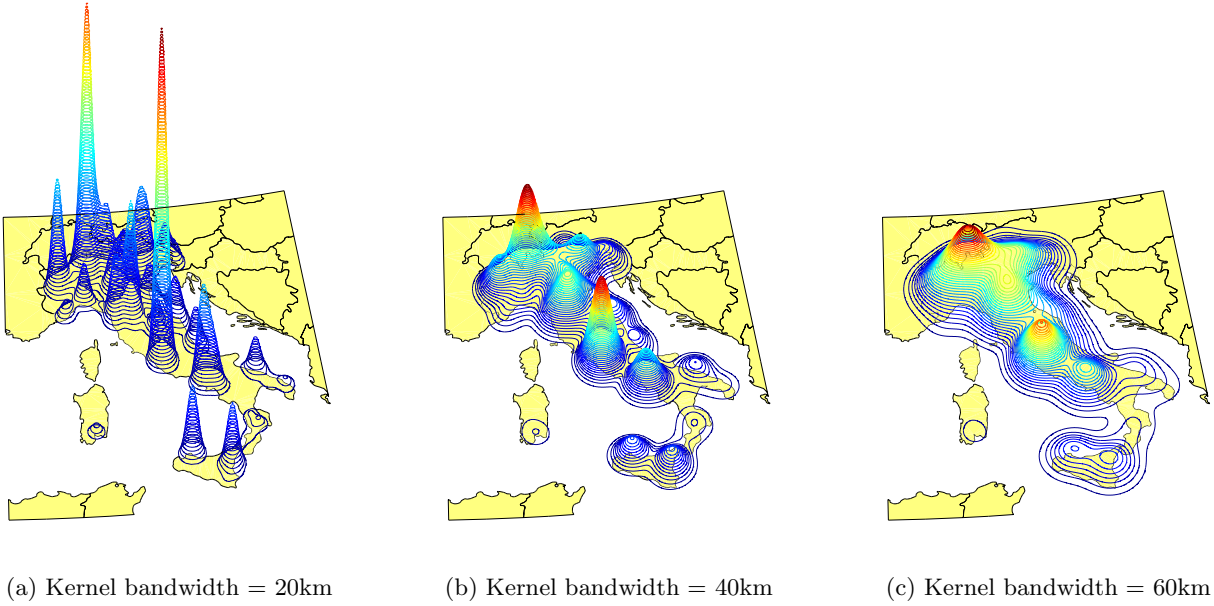 (a) Kernel bandwidth = 20km
(b) Kernel bandwidth = 40km
(c) Kernel bandwidth = 60km